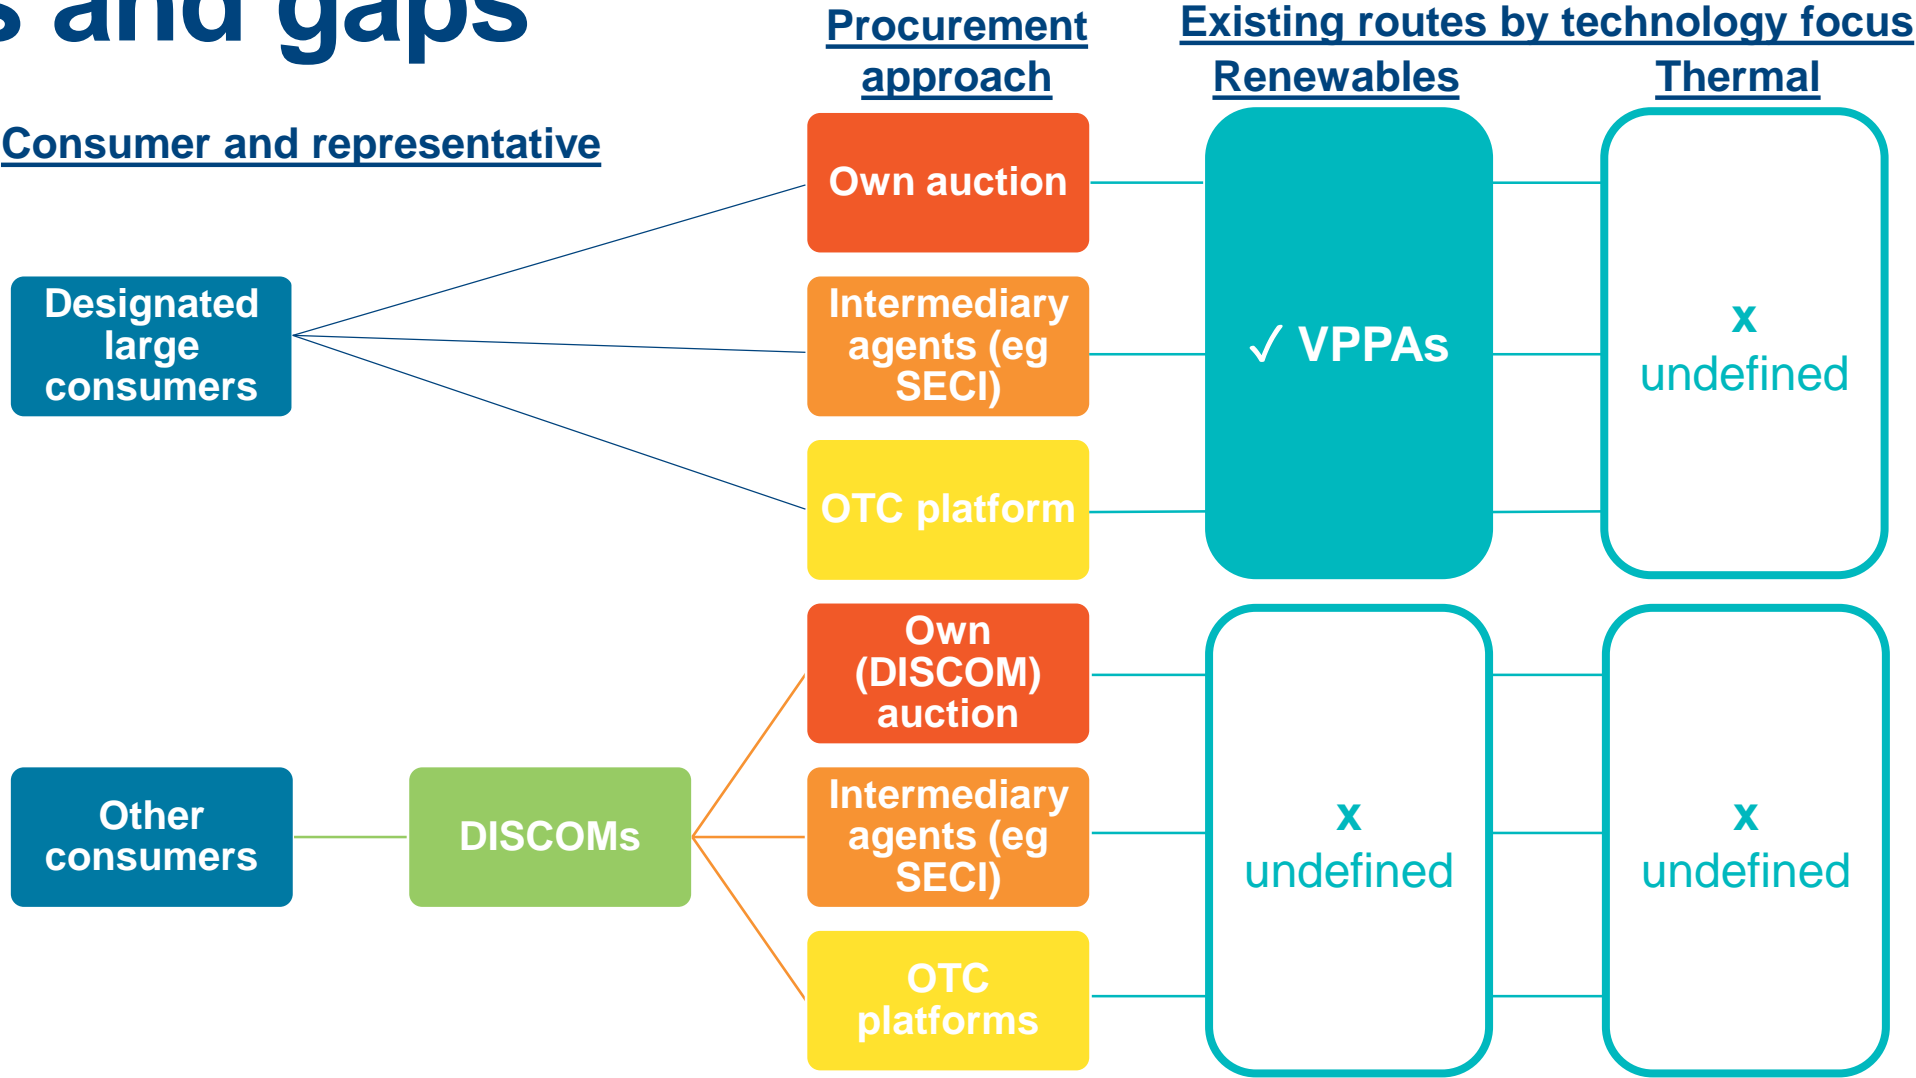 s and gaps
Procurement
approach
Existing routes by technology focus
Renewables
Thermal
Consumer and representative
Own auction
Designated
large
consumers
Intermediary
agents (eg
SECI)
✓ VPPAs
x
undefined
OTC platform
Own
(DISCOM)
auction
Other
consumers
DISCOMs
Intermediary
agents (eg
SECI)
x
undefined
x
undefined
OTC
platforms